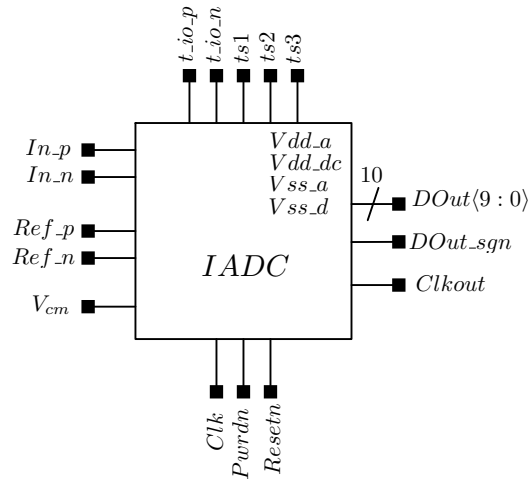 t_io_p
t_io_n
ts1
ts2
ts3
In_p
In_n
Ref_p
Ref_n
V_cm
Vdd_a
Vdd_dc
Vss_a
Vss_d
IADC
10
DOut⟨9 : 0⟩
DOut_sgn
Clkout
Clk
Pwrdn
Resetn